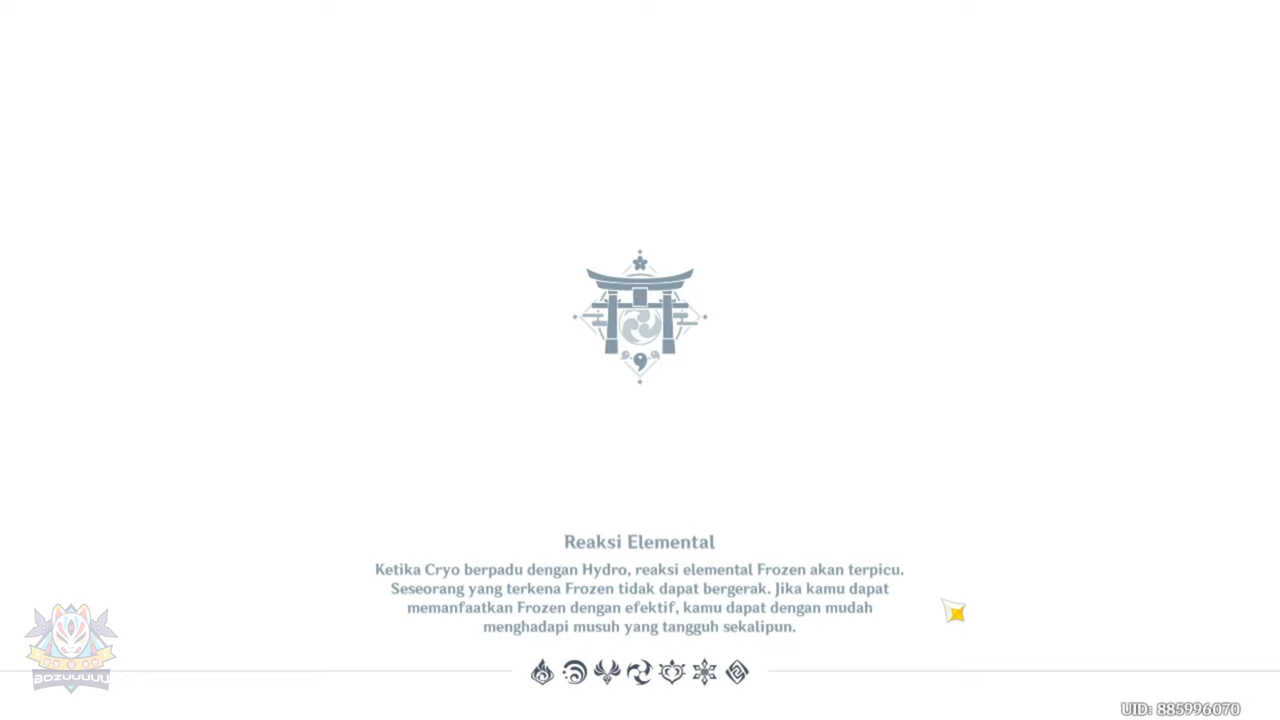 Reaksi Elemental
Ketika Cryo berpadu dengan Hydro, reaksi elemental Frozen akan terpicu.
Seseorang yang terkena Frozen tidak dapat bergerak. Jika kamu dapat
memanfaatkan Frozen dengan efektif, kamu dapat dengan mudah
menghadapi musuh yang tangguh sekalipun.
BOZUUUUU
UID: 885996070